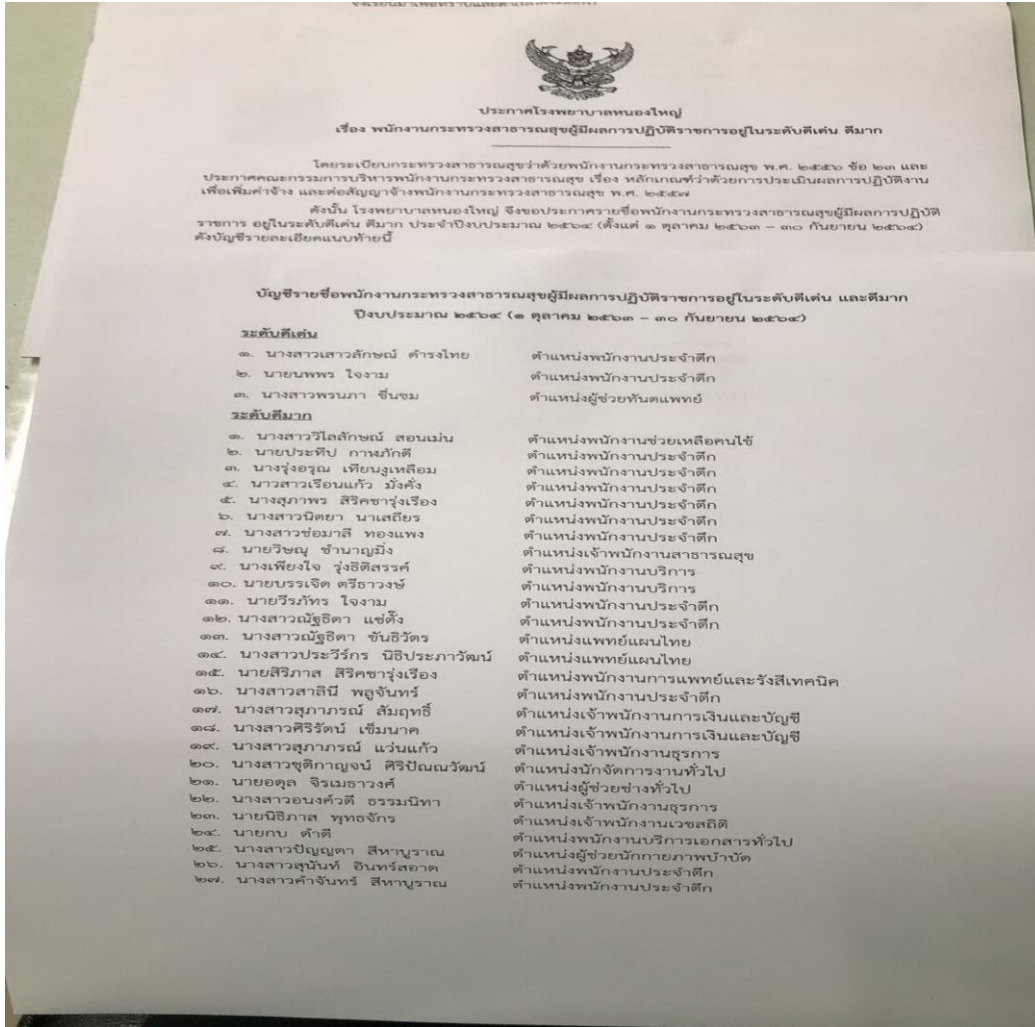 ประกาศโรงพยาบาลหนองใหญ่
เรื่อง พนักงานกระทรวงสาธารณสุขผู้มีผลการปฏิบัติราชการอยู่ในระดับดีเด่น ดีมาก
โดยระเบียบกระทรวงสาธารณสุขว่าด้วยพนักงานกระทรวงสาธารณสุข พ.ศ. ๒๕๕๖ ข้อ ๒๓ และ
ประกาศคณะกรรมการบริหารพนักงานกระทรวงสาธารณสุข เรื่อง หลักเกณฑ์ว่าด้วยการประเมินผลการปฏิบัติงาน
เพื่อเพิ่มค่าจ้าง และต่อสัญญาจ้างพนักงานกระทรวงสาธารณสุข พ.ศ. ๒๕๕๗
ดังนั้น โรงพยาบาลหนองใหญ่ จึงขอประกาศรายชื่อพนักงานกระทรวงสาธารณสุขผู้มีผลการปฏิบัติ
ราชการ อยู่ในระดับดีเด่น ดีมาก ประจำปีงบประมาณ ๒๕๖๔ (ตั้งแต่ ๑ ตุลาคม ๒๕๖๓ – ๓๐ กันยายน ๒๕๖๔)
ดังบัญชีรายละเอียดแนบท้ายนี้
บัญชีรายชื่อพนักงานกระทรวงสาธารณสุขผู้มีผลการปฏิบัติราชการอยู่ในระดับดีเด่น และดีมาก
ปีงบประมาณ ๒๕๖๔ (๑ ตุลาคม ๒๕๖๓ – ๓๐ กันยายน ๒๕๖๔)
ระดับดีเด่น
๑. นางสาวเสาวลักษณ์ ดำรงไทย ตำแหน่งพนักงานประจำตึก
๒. นายนพพร ใจงาม ตำแหน่งพนักงานประจำตึก
๓. นางสาวพรนภา ชื่นชม ตำแหน่งผู้ช่วยทันตแพทย์
ระดับดีมาก
๑. นางสาววิไลลักษณ์ สอนเม่น ตำแหน่งพนักงานช่วยเหลือคนไข้
๒. นายประทีป กาหภักดี ตำแหน่งพนักงานประจำตึก
๓. นางรุ่งอรุณ เทียนงูเหลือม ตำแหน่งพนักงานประจำตึก
๔. นาวสาวเรือนแก้ว มั่งคั่ง ตำแหน่งพนักงานประจำตึก
๕. นางสุภาพร สิริคชารุ่งเรือง ตำแหน่งพนักงานประจำตึก
๖. นางสาวนิตยา นาเสถียร ตำแหน่งพนักงานประจำตึก
๗. นางสาวช่อมาลี ทองแพง ตำแหน่งพนักงานประจำตึก
๘. นายวิษณุ ชำนาญมิ่ง ตำแหน่งเจ้าพนักงานสาธารณสุข
๙. นางเพียงใจ รุ่งธิติสรรค์ ตำแหน่งพนักงานบริการ
๑๐. นายบรรเจิต ตรีธาวงษ์ ตำแหน่งพนักงานบริการ
๑๑. นายวีรภัทร ใจงาม ตำแหน่งพนักงานประจำตึก
๑๒. นางสาวณัฐธิดา แซ่ตั๊ง ตำแหน่งพนักงานประจำตึก
๑๓. นางสาวณัฐธิดา ขันธิวัตร ตำแหน่งแพทย์แผนไทย
๑๔. นางสาวประวีร์กร นิธิประภาวัฒน์ ตำแหน่งแพทย์แผนไทย
๑๕. นายสิริภาส สิริคชารุ่งเรือง ตำแหน่งพนักงานการแพทย์และรังสีเทคนิค
๑๖. นางสาวสาลินี พลูจันทร์ ตำแหน่งพนักงานประจำตึก
๑๗. นางสาวสุภาภรณ์ สัมฤทธิ์ ตำแหน่งเจ้าพนักงานการเงินและบัญชี
๑๘. นางสาวศิริรัตน์ เข็มนาค ตำแหน่งเจ้าพนักงานการเงินและบัญชี
๑๙. นางสาวสุภาภรณ์ แว่นแก้ว ตำแหน่งเจ้าพนักงานธุรการ
๒๐. นางสาวชุติกาญจน์ ศิริปัณณวัฒน์ ตำแหน่งนักจัดการงานทั่วไป
๒๑. นายอดุล จิรเมธาวงศ์ ตำแหน่งผู้ช่วยช่างทั่วไป
๒๒. นางสาวอนงค์วดี ธรรมนิทา ตำแหน่งเจ้าพนักงานธุรการ
๒๓. นายนิธิภาส พุทธจักร ตำแหน่งเจ้าพนักงานเวชสถิติ
๒๔. นายกบ ดำดี ตำแหน่งพนักงานบริการเอกสารทั่วไป
๒๕. นางสาวปัญญดา สีหาบูราณ ตำแหน่งผู้ช่วยนักกายภาพบำบัด
๒๖. นางสาวสุนันท์ อินทร์สอาด ตำแหน่งพนักงานประจำตึก
๒๗. นางสาวคำจันทร์ สีหาบูราณ ตำแหน่งพนักงานประจำตึก